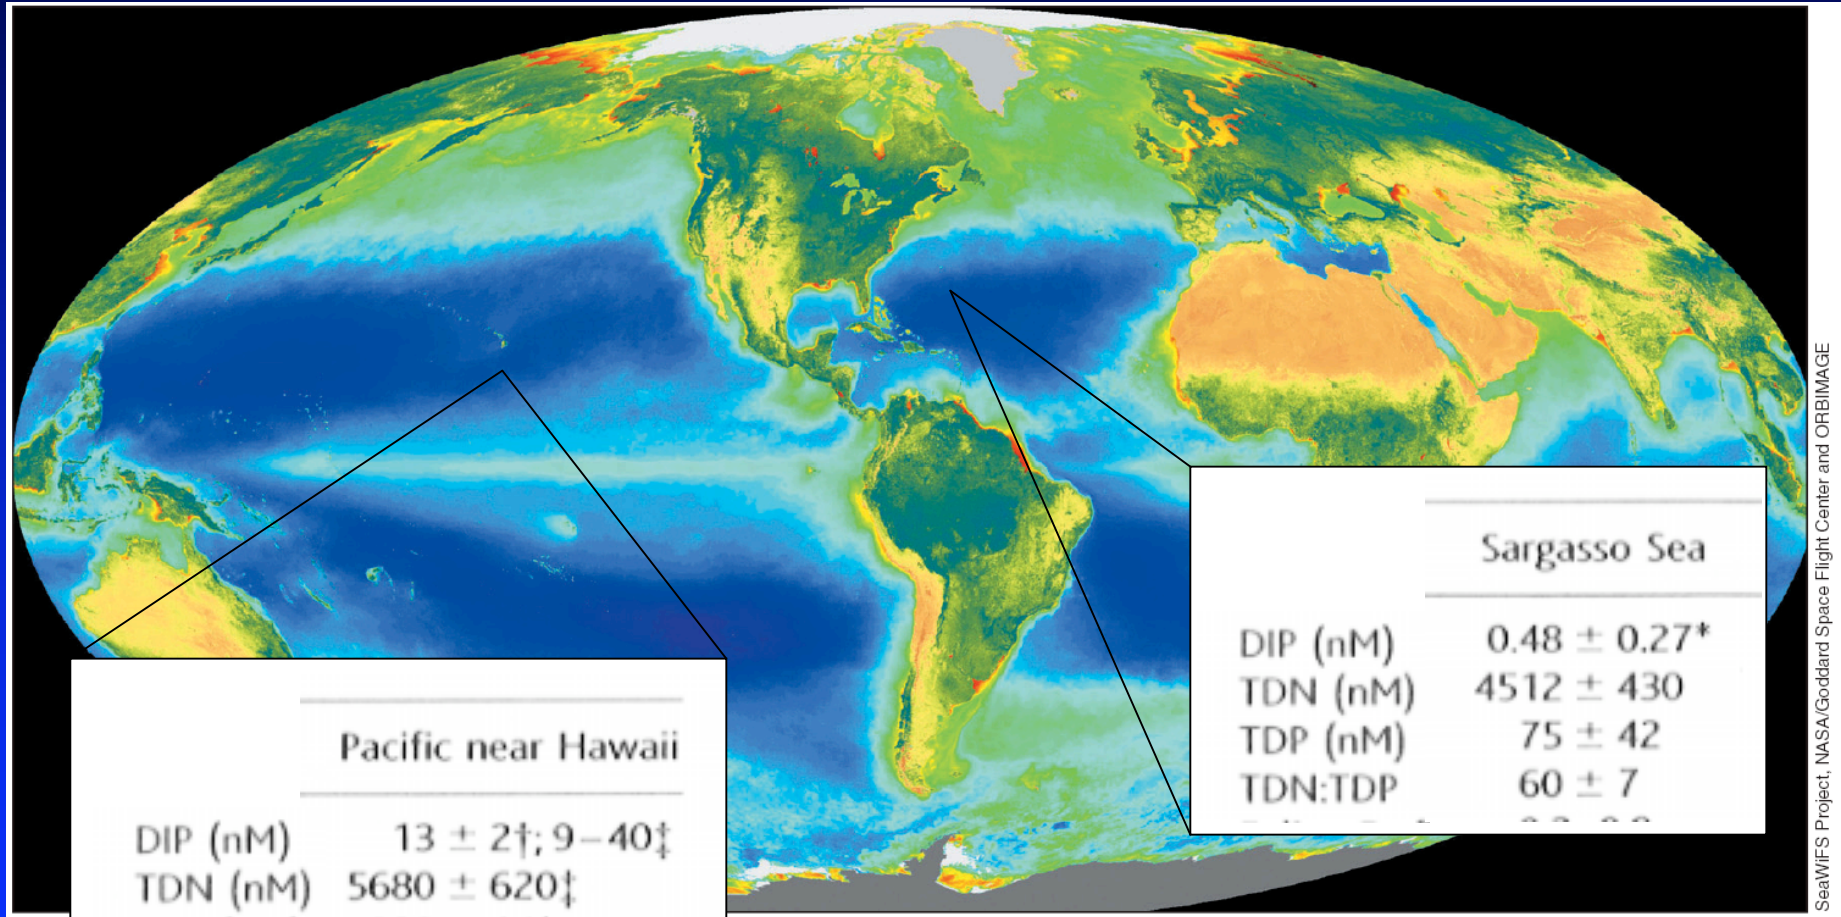 SeaWiFS Project, NASA/Goddard Space Flight Center and ORBIMAGE
Sargasso Sea
DIP (nM) 0.48 ± 0.27*
TDN (nM) 4512 ± 430
TDP (nM) 75 ± 42
TDN:TDP 60 ± 7
Pacific near Hawaii
DIP (nM) 13 ± 2†; 9–40‡
TDN (nM) 5680 ± 620‡